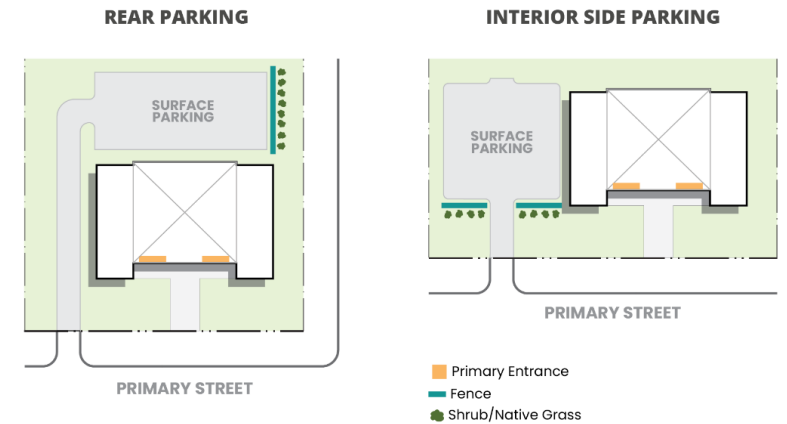 REAR PARKING
SURFACE
PARKING
PRIMARY STREET
INTERIOR SIDE PARKING
SURFACE
PARKING
PRIMARY STREET
Primary Entrance
Fence
Shrub/Native Grass